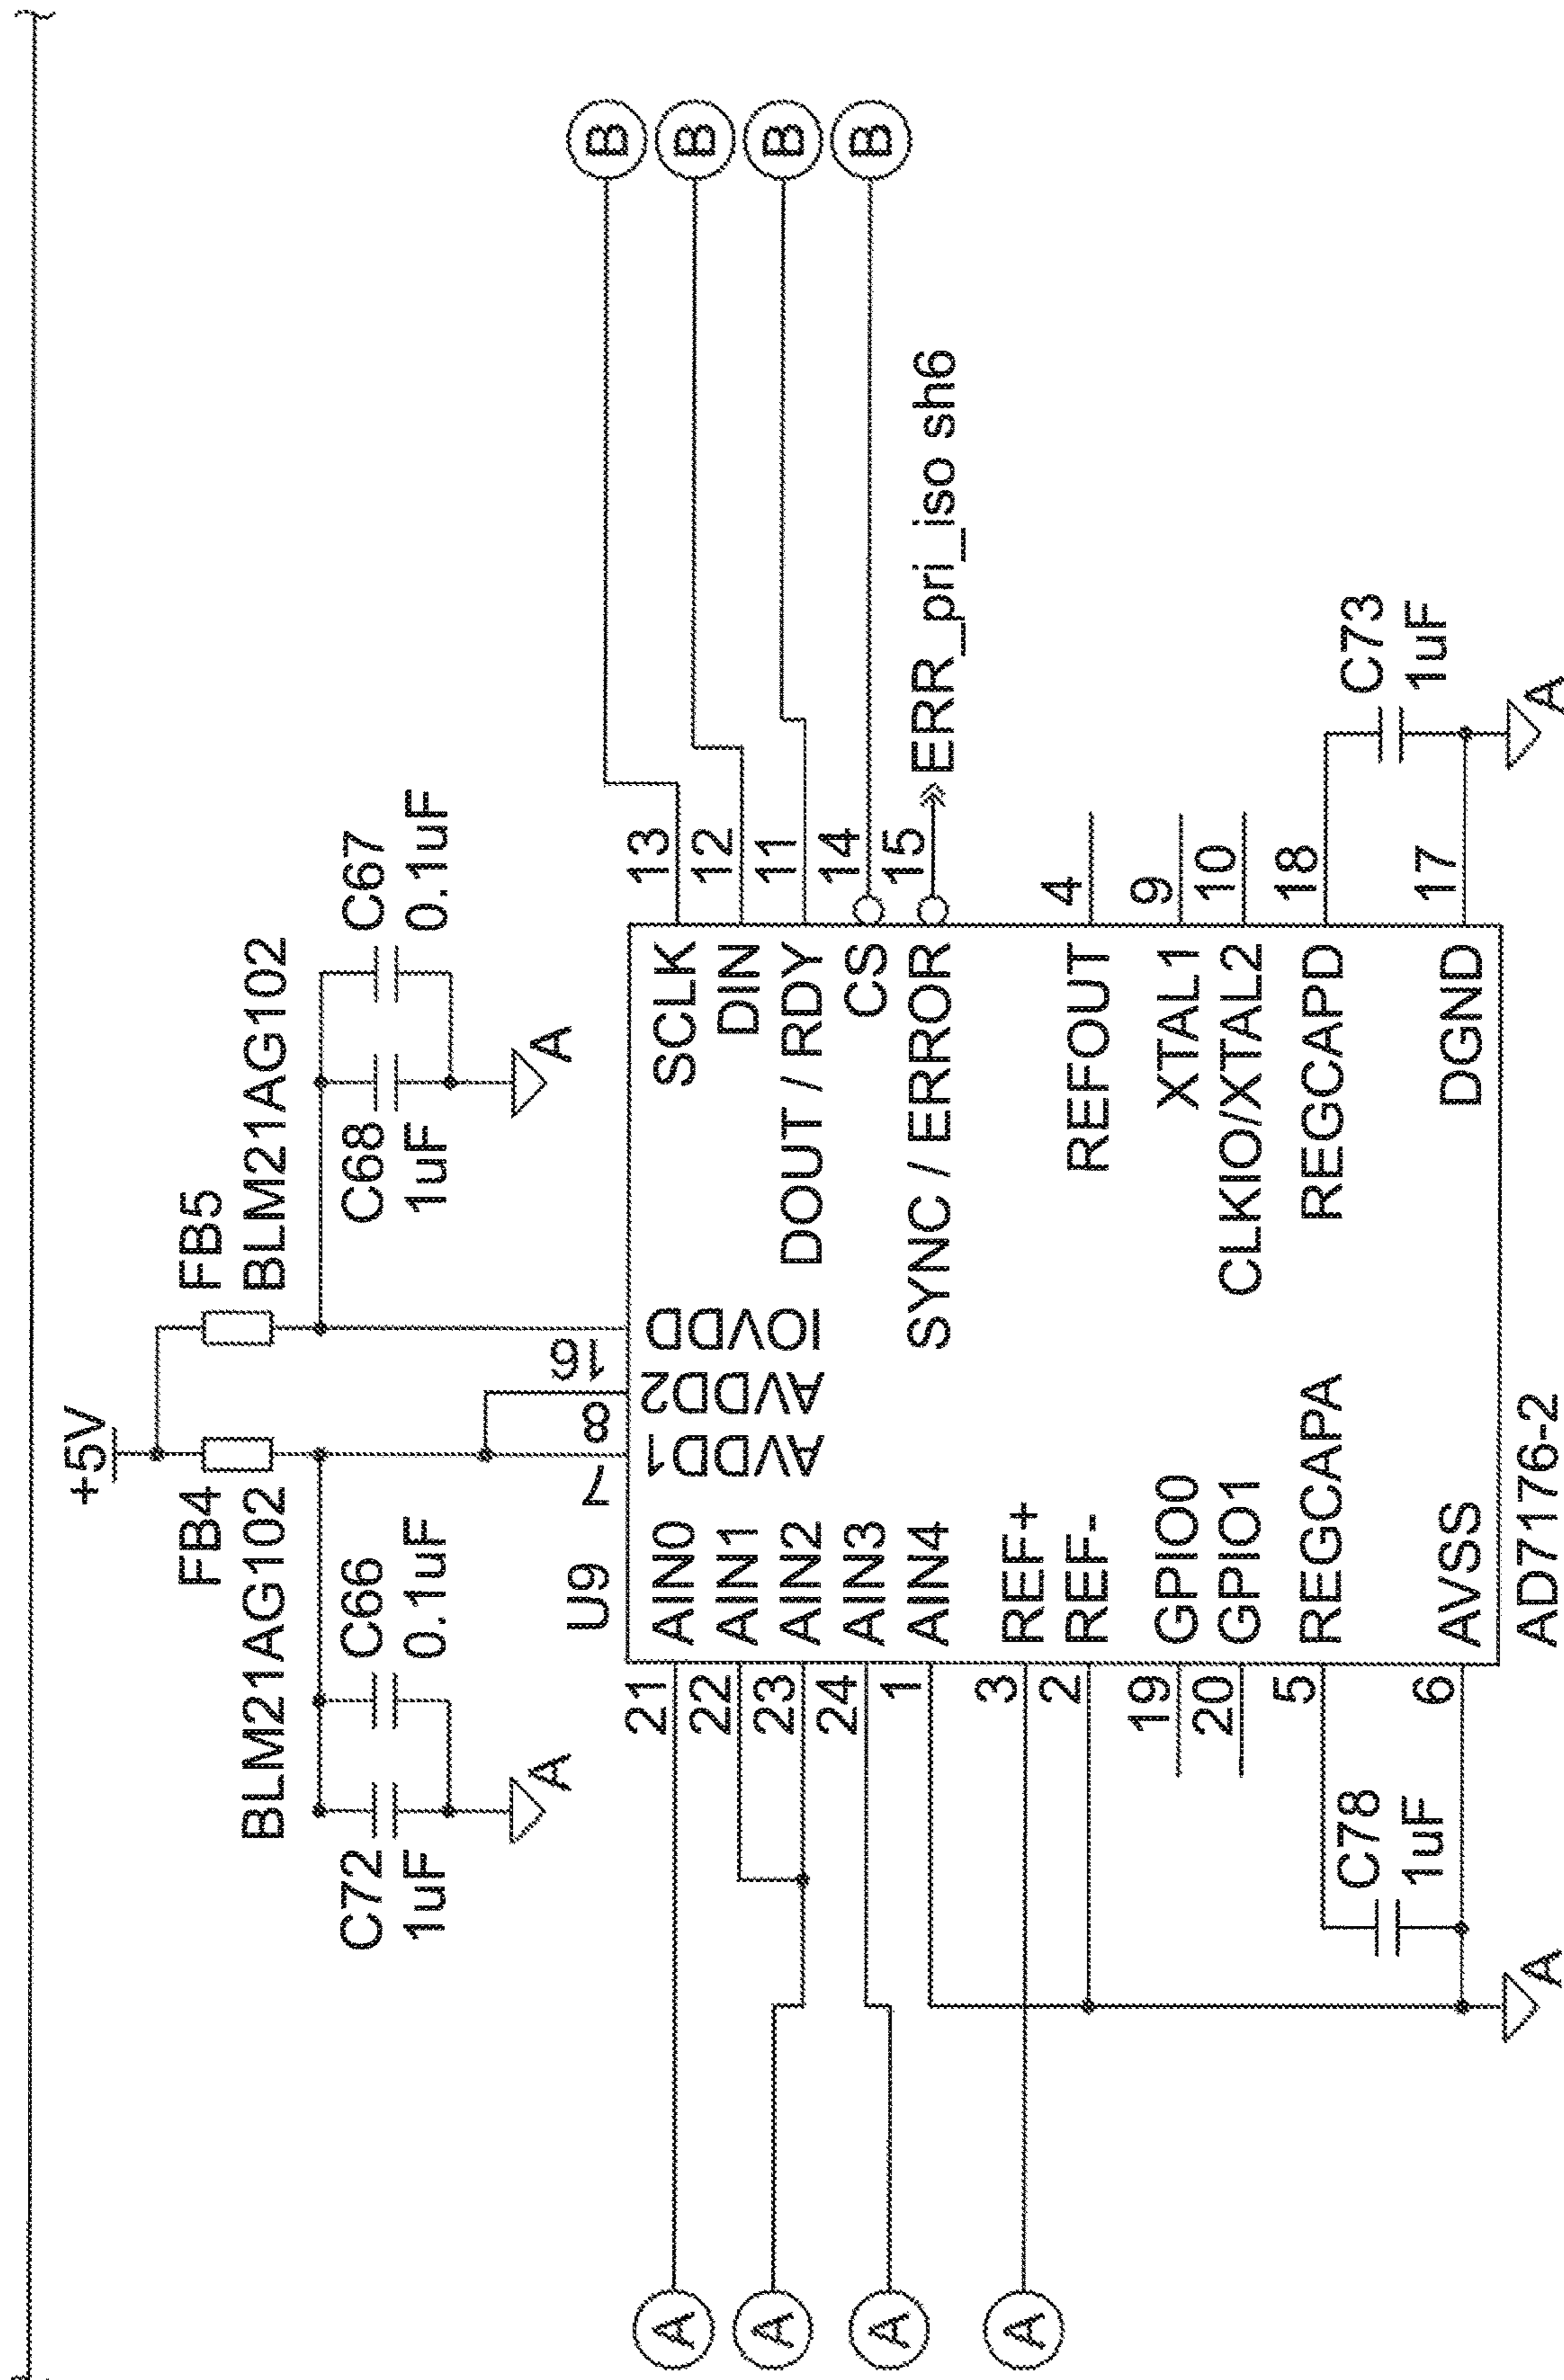 +5V
FB4
BLM21AG102
FB5
BLM21AG102
C72
1uF
C66
0.1uF
C68
1uF
C67
0.1uF
A
A
U9
7
8
16
AVDD1
AVDD2
IOVDD
A
21
AIN0
22
AIN1
A
23
AIN2
A
24
AIN3
1
AIN4
A
3
REF+
2
REF-
19
GPIO0
20
GPIO1
5
REGCAPA
6
AVSS
C78
1uF
A
SCLK
13
B
DIN
12
B
DOUT / RDY
11
B
CS
14
B
SYNC / ERROR
15
ERR_pri_iso sh6
REFOUT
4
XTAL1
9
CLKIO/XTAL2
10
REGCAPD
18
DGND
17
C73
1uF
A
AD7176-2